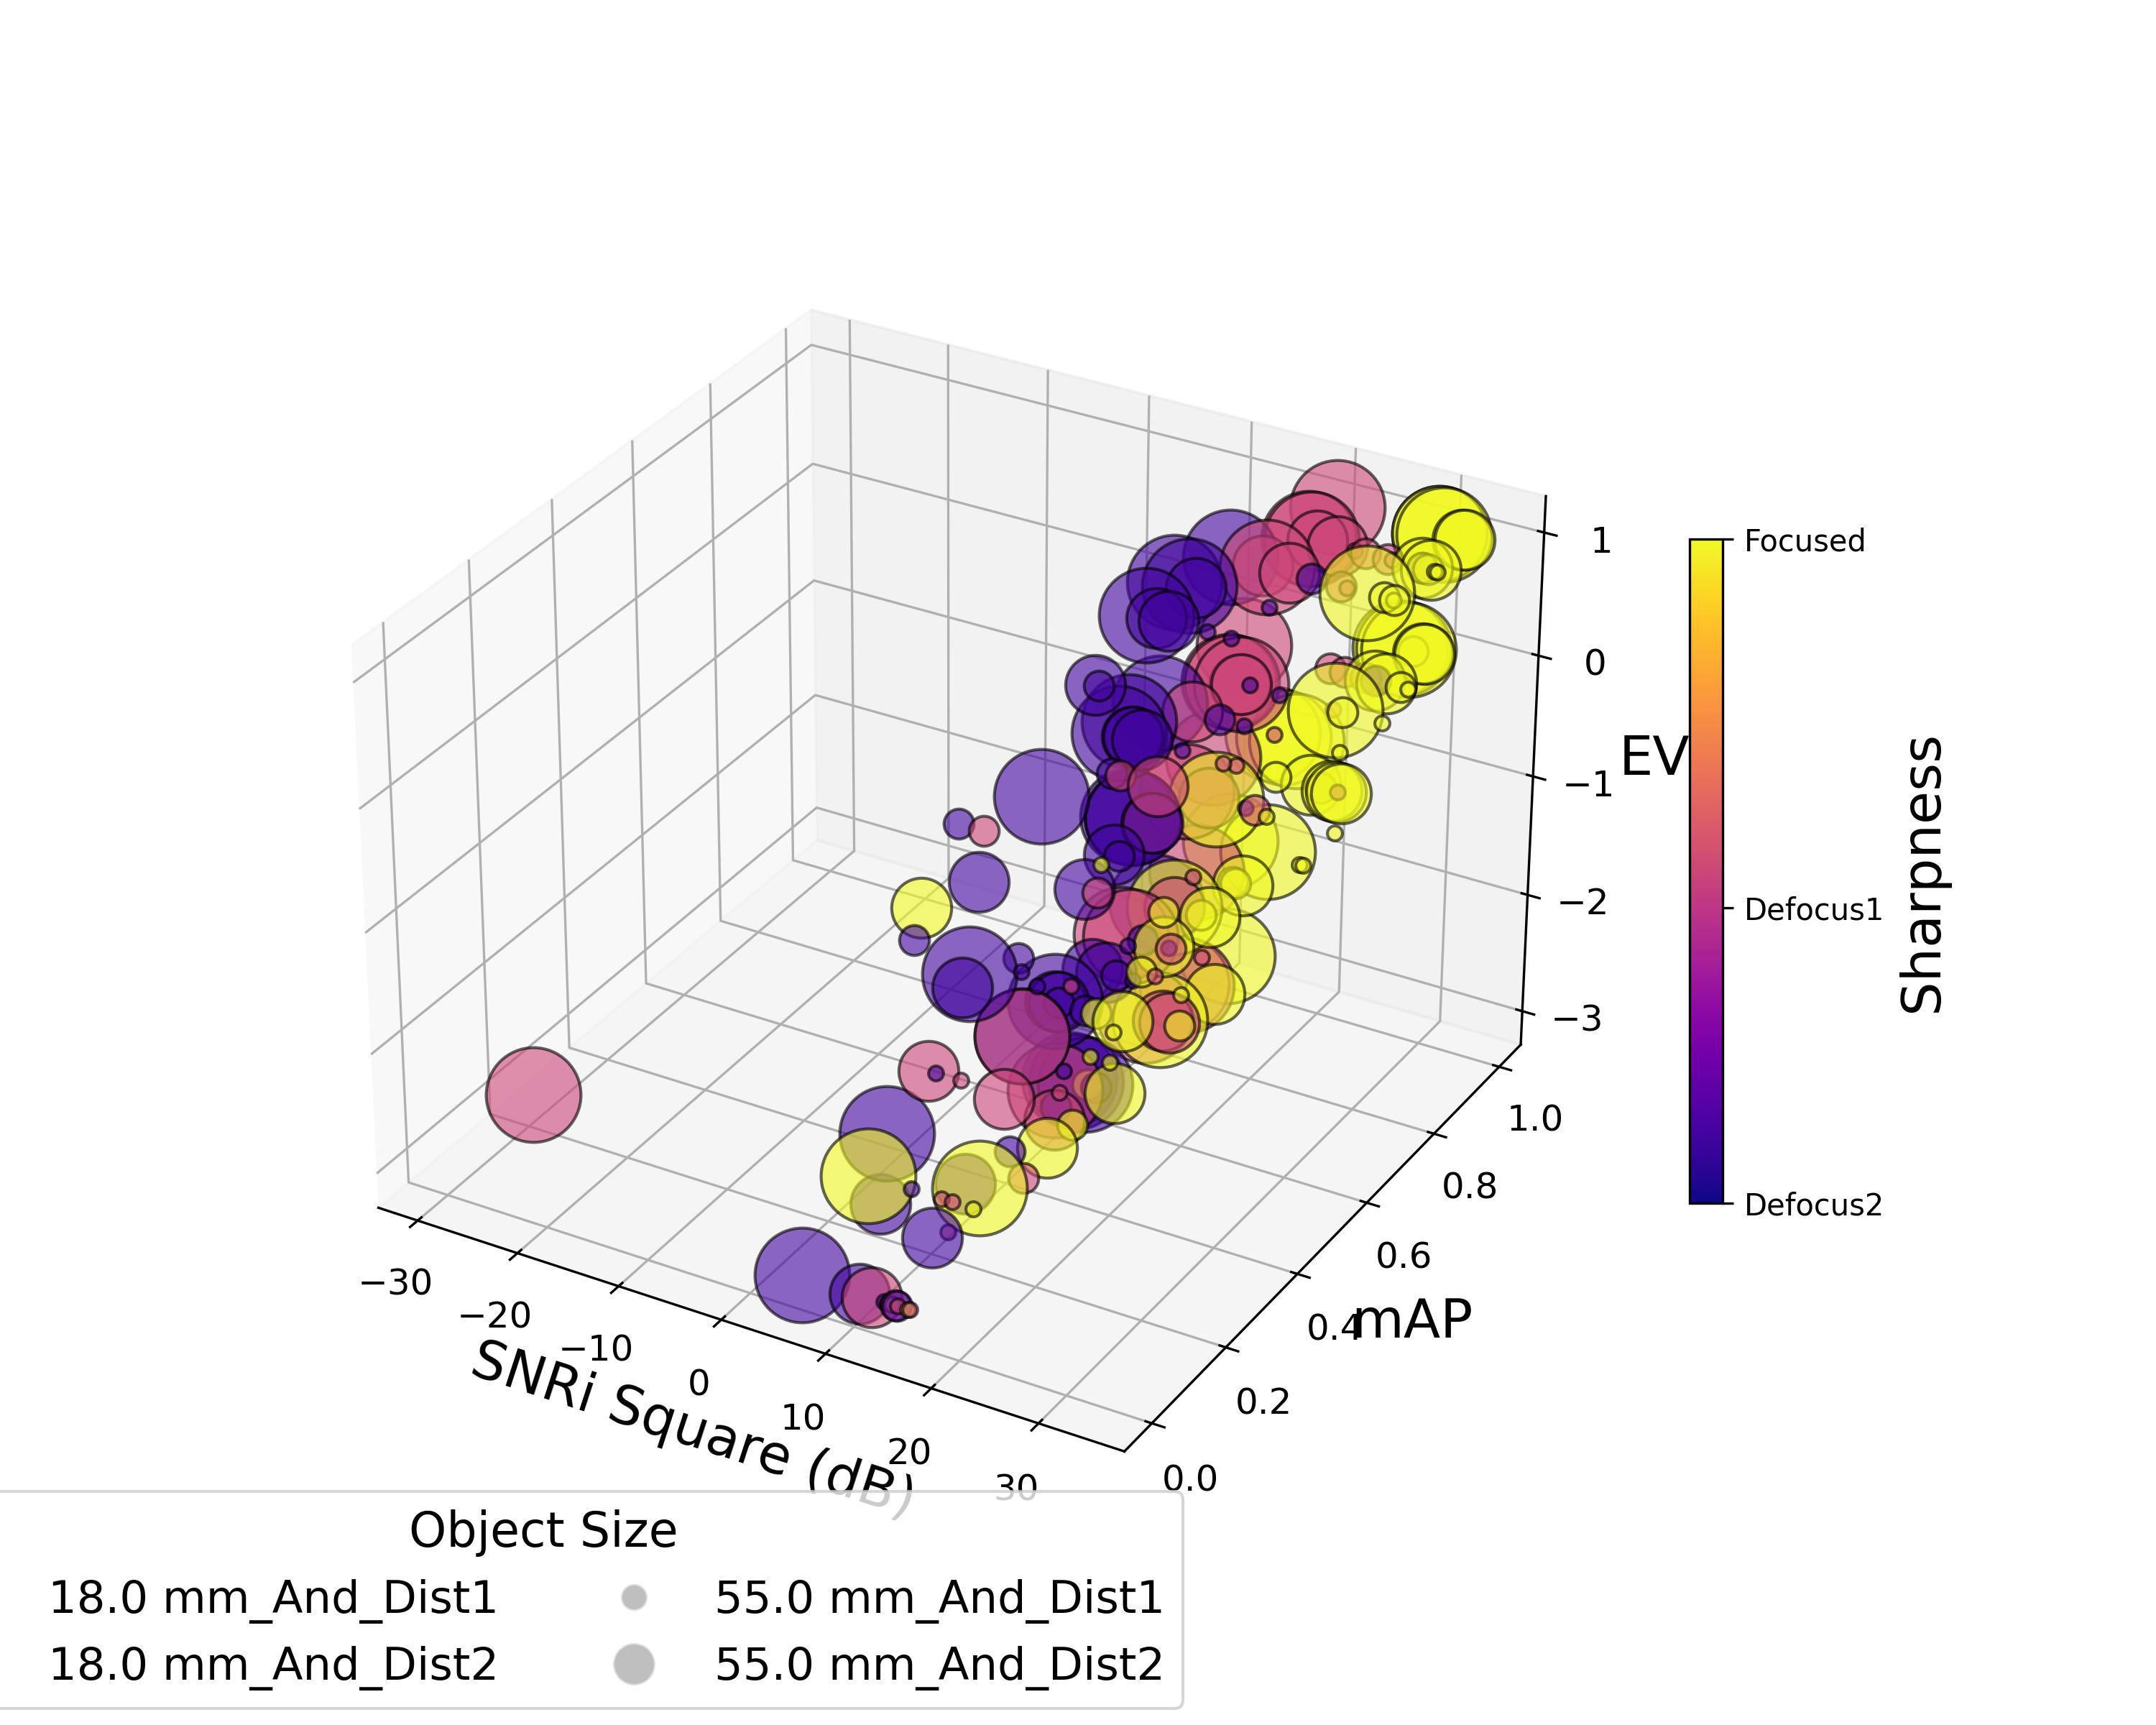 1
0
−1
−2
−3
EV
Focused
Defocus1
Defocus2
Sharpness
1.0
0.8
0.6
0.4
0.2
0.0
mAP
−30
−20
−10
0
10
20
30
SNRi Square (dB)
Object Size
18.0 mm_And_Dist1 55.0 mm_And_Dist1
18.0 mm_And_Dist2 55.0 mm_And_Dist2